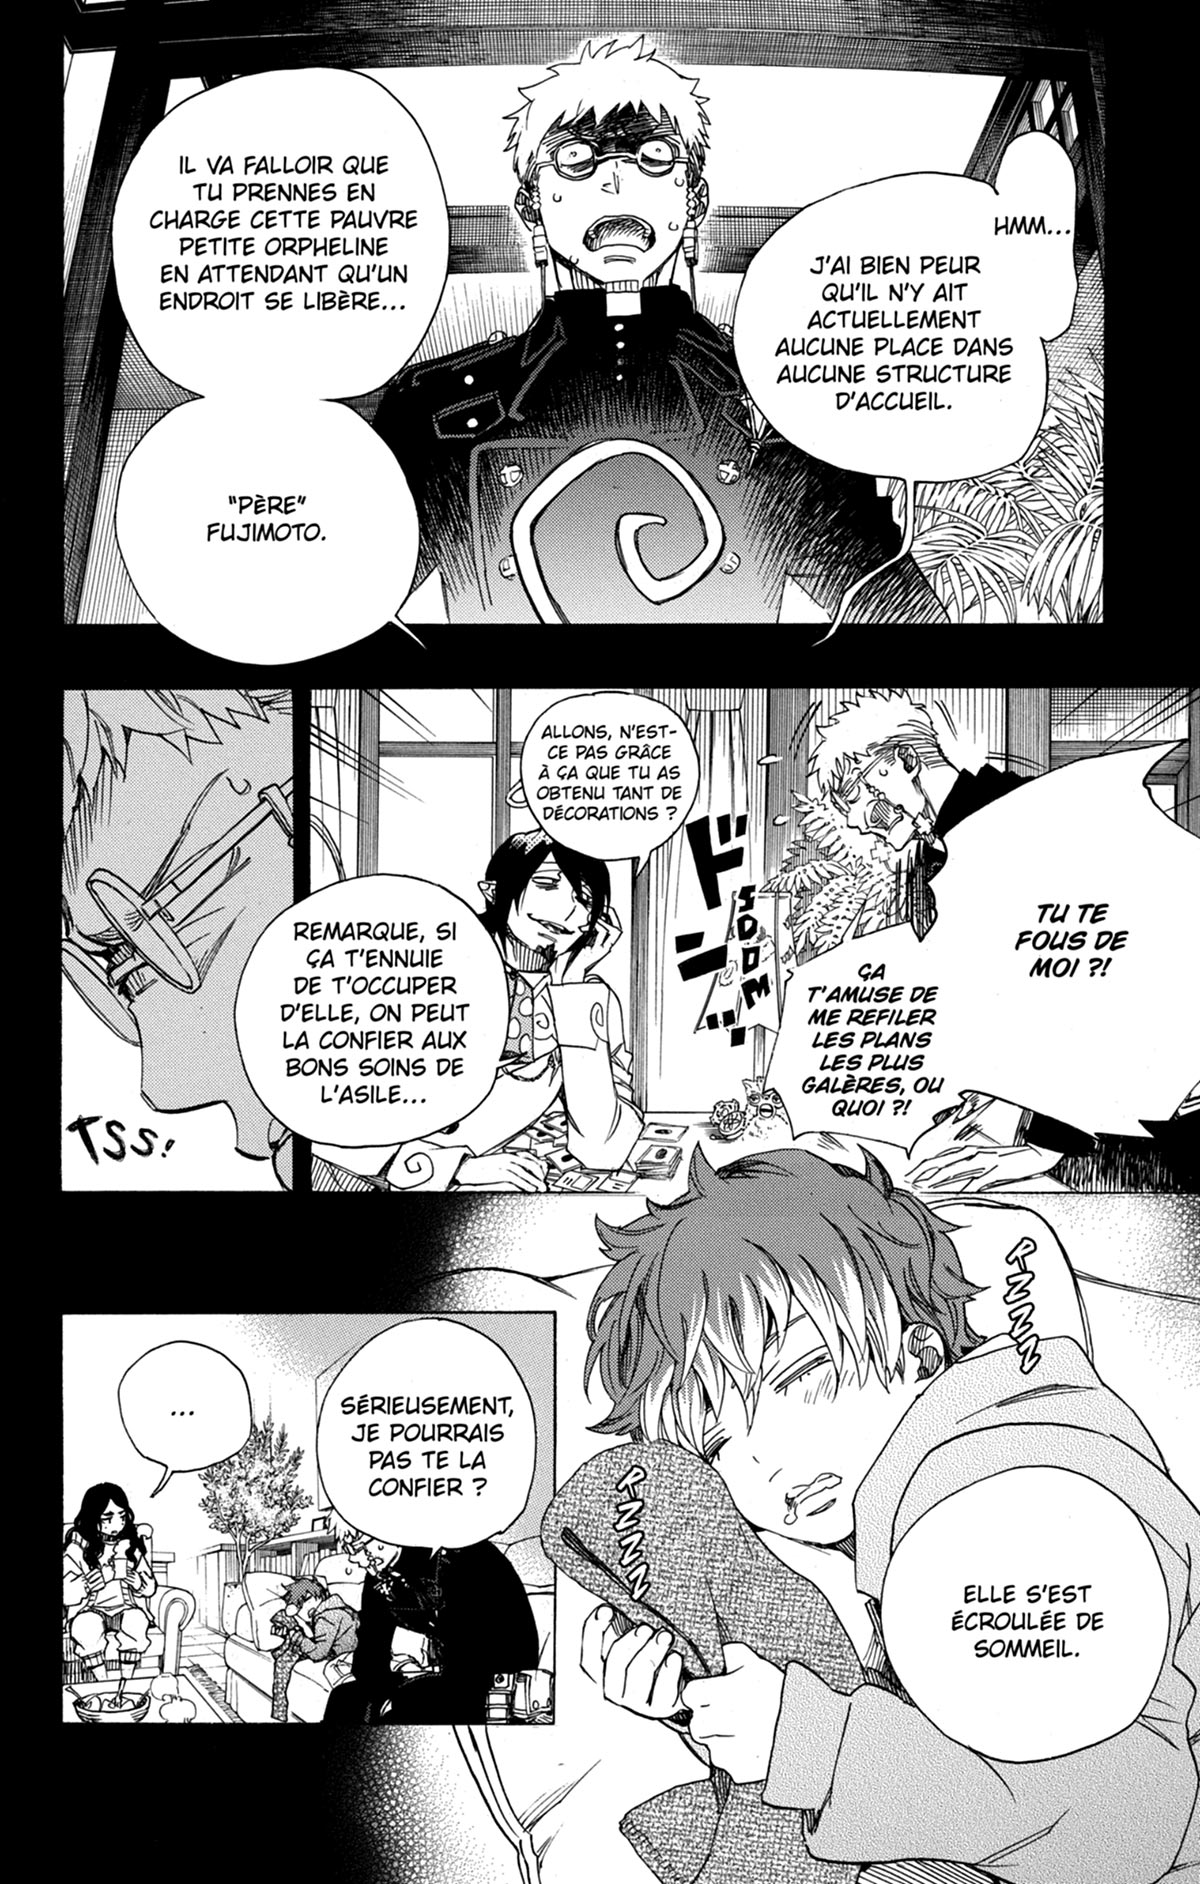 IL VA FALLOIR QUE
TU PRENNES EN
CHARGE CETTE PAUVRE
PETITE ORPHELINE
EN ATTENDANT QU'UN
ENDROIT SE LIBÈRE...
"PÈRE"
FUJIMOTO.
HMM...
J'AI BIEN PEUR
QU'IL N'Y AIT
ACTUELLEMENT
AUCUNE PLACE DANS
AUCUNE STRUCTURE
D'ACCUEIL.
TSS!
ALLONS, N'EST-
CE PAS GRÂCE
À ÇA QUE TU AS
OBTENU TANT DE
DÉCORATIONS ?
REMARQUE, SI
ÇA T'ENNUIE
DE T'OCCUPER
D'ELLE, ON PEUT
LA CONFIER AUX
BONS SOINS DE
L'ASILE...
ドン
BODOM
TU TE
FOUS DE
MOI ?!
ÇA
T'AMUSE DE
ME REFILER
LES PLANS
LES PLUS
GALÈRES, OU
QUOI ?!
...
SÉRIEUSEMENT,
JE POURRAIS
PAS TE LA
CONFIER ?
RZZZZ
RZZZZ
ELLE S'EST
ÉCROULÉE DE
SOMMEIL.